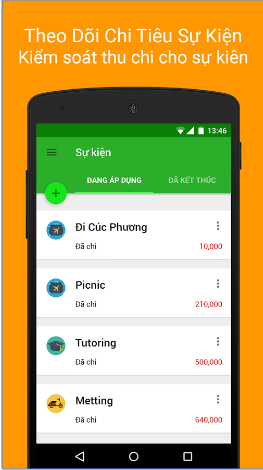 Theo Dõi Chi Tiêu Sự Kiện
Kiểm soát thu chi cho sự kiên
13:46
Sự kiện
ĐANG ÁP DỤNG
ĐÃ KẾT THÚC
Đi Cúc Phương
Đã chi
10,000
Picnic
Đã chi
210,000
Tutoring
Đã chi
500,000
Metting
Đã chi
640,000